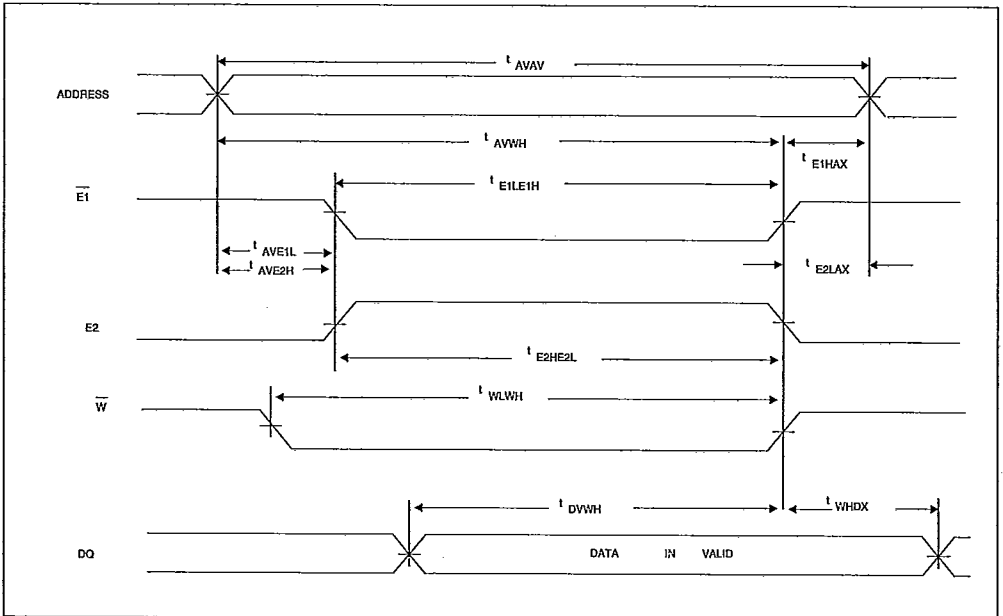 t AVAV
ADDRESS
t AVWH
t E1HAX
t E1LE1H
E1
t AVE1L
t AVE2H
t E2LAX
E2
t E2HE2L
t WLWH
W
t DVWH
t WHDX
DQ
DATA IN VALID